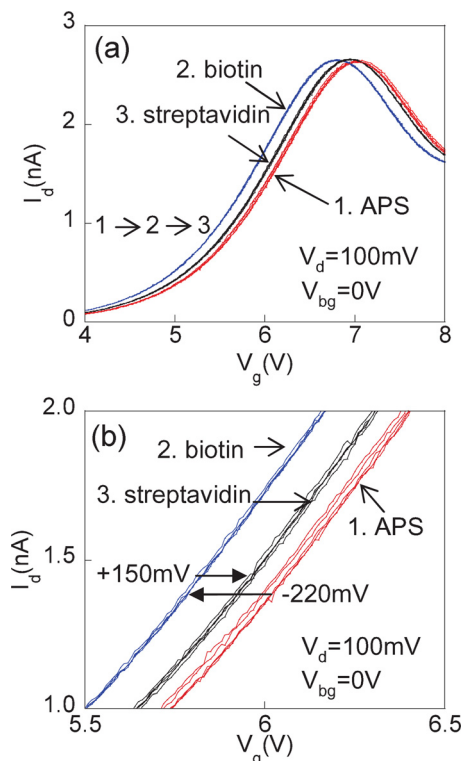 (a)
2. biotin
3. streptavidin
1 → 2 → 3
1. APS
V_d=100mV
V_bg=0V
I_d(nA)
3
2
1
0
4 5 6 7 8
V_g(V)
(b)
2. biotin
3. streptavidin
1. APS
+150mV
-220mV
V_d=100mV
V_bg=0V
I_d(nA)
2.0
1.5
1.0
5.5 6 6.5
V_g(V)